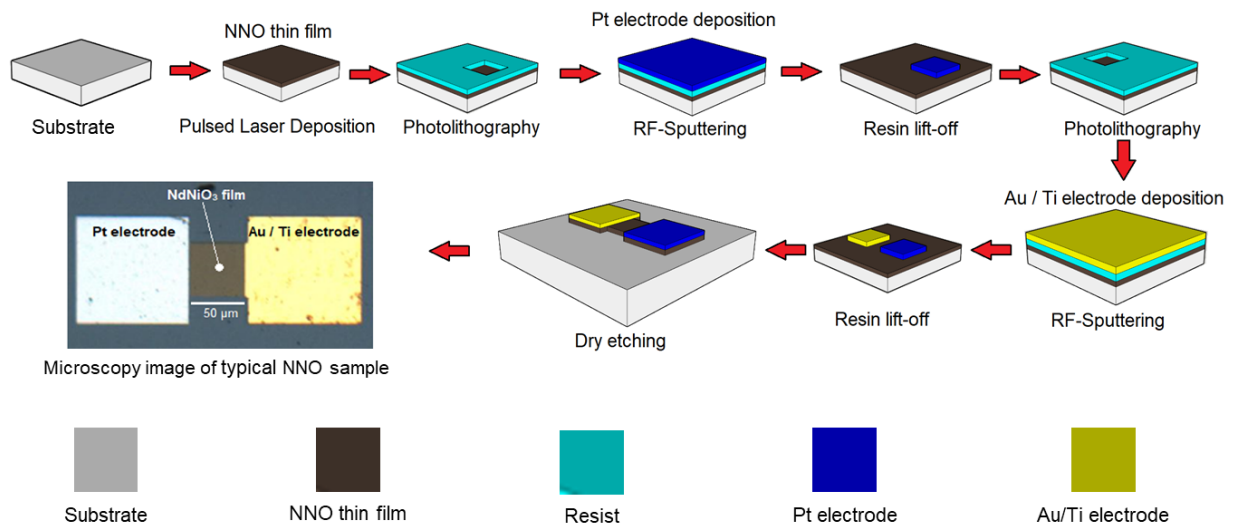 NNO thin film
Pt electrode deposition
Substrate
Pulsed Laser Deposition
Photolithography
RF-Sputtering
Resin lift-off
Photolithography
Au / Ti electrode deposition
RF-Sputtering
Resin lift-off
Dry etching
NdNiO₃ film
Pt electrode
Au / Ti electrode
50 µm
Microscopy image of typical NNO sample
Substrate
NNO thin film
Resist
Pt electrode
Au/Ti electrode